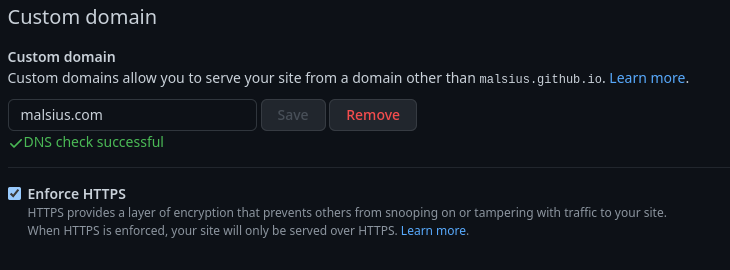 Custom domain
Custom domain
Custom domains allow you to serve your site from a domain other than malsius.github.io. Learn more.
malsius.com Save Remove
DNS check successful
Enforce HTTPS
HTTPS provides a layer of encryption that prevents others from snooping on or tampering with traffic to your site.
When HTTPS is enforced, your site will only be served over HTTPS. Learn more.